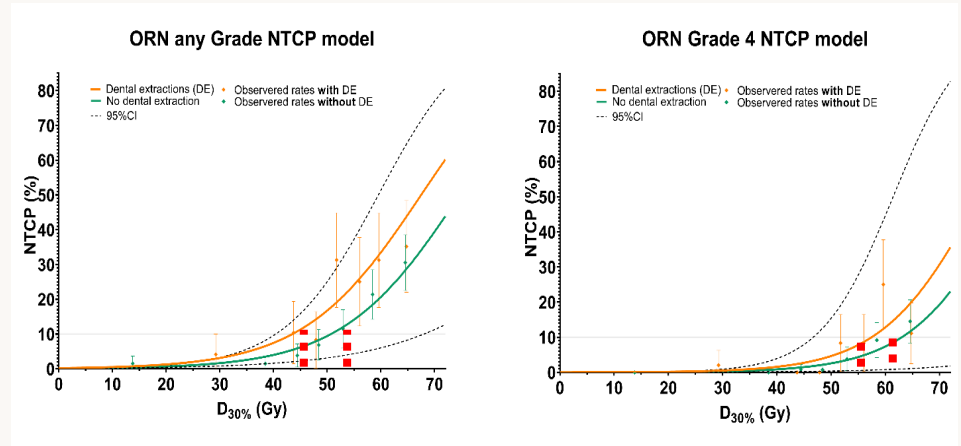 ORN any Grade NTCP model
Dental extractions (DE)
Observered rates with DE
No dental extraction
Observered rates without DE
95%CI
NTCP (%)
80
70
60
50
40
30
20
10
0
0 10 20 30 40 50 60 70
D30% (Gy)
ORN Grade 4 NTCP model
Dental extractions (DE)
Observered rates with DE
No dental extraction
Observered rates without DE
95%CI
NTCP (%)
80
70
60
50
40
30
20
10
0
0 10 20 30 40 50 60 70
D30% (Gy)